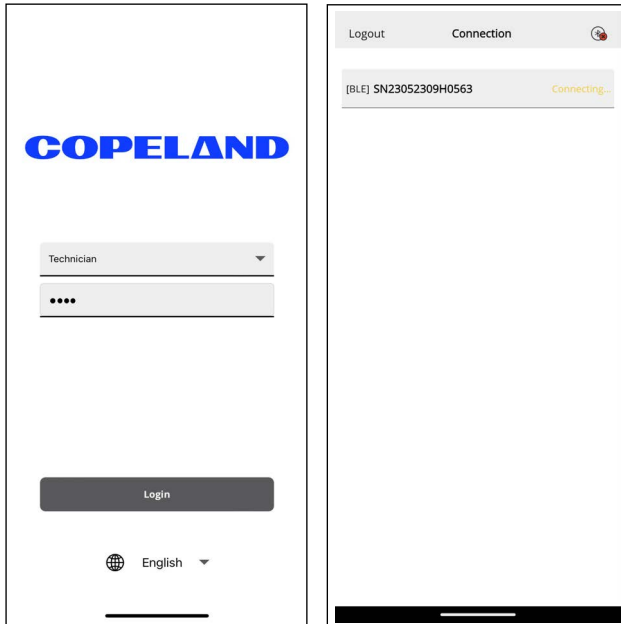 COPELAND
Technician
••••
Login
English
Logout Connection
[BLE] SN23052309H0563 Connecting...